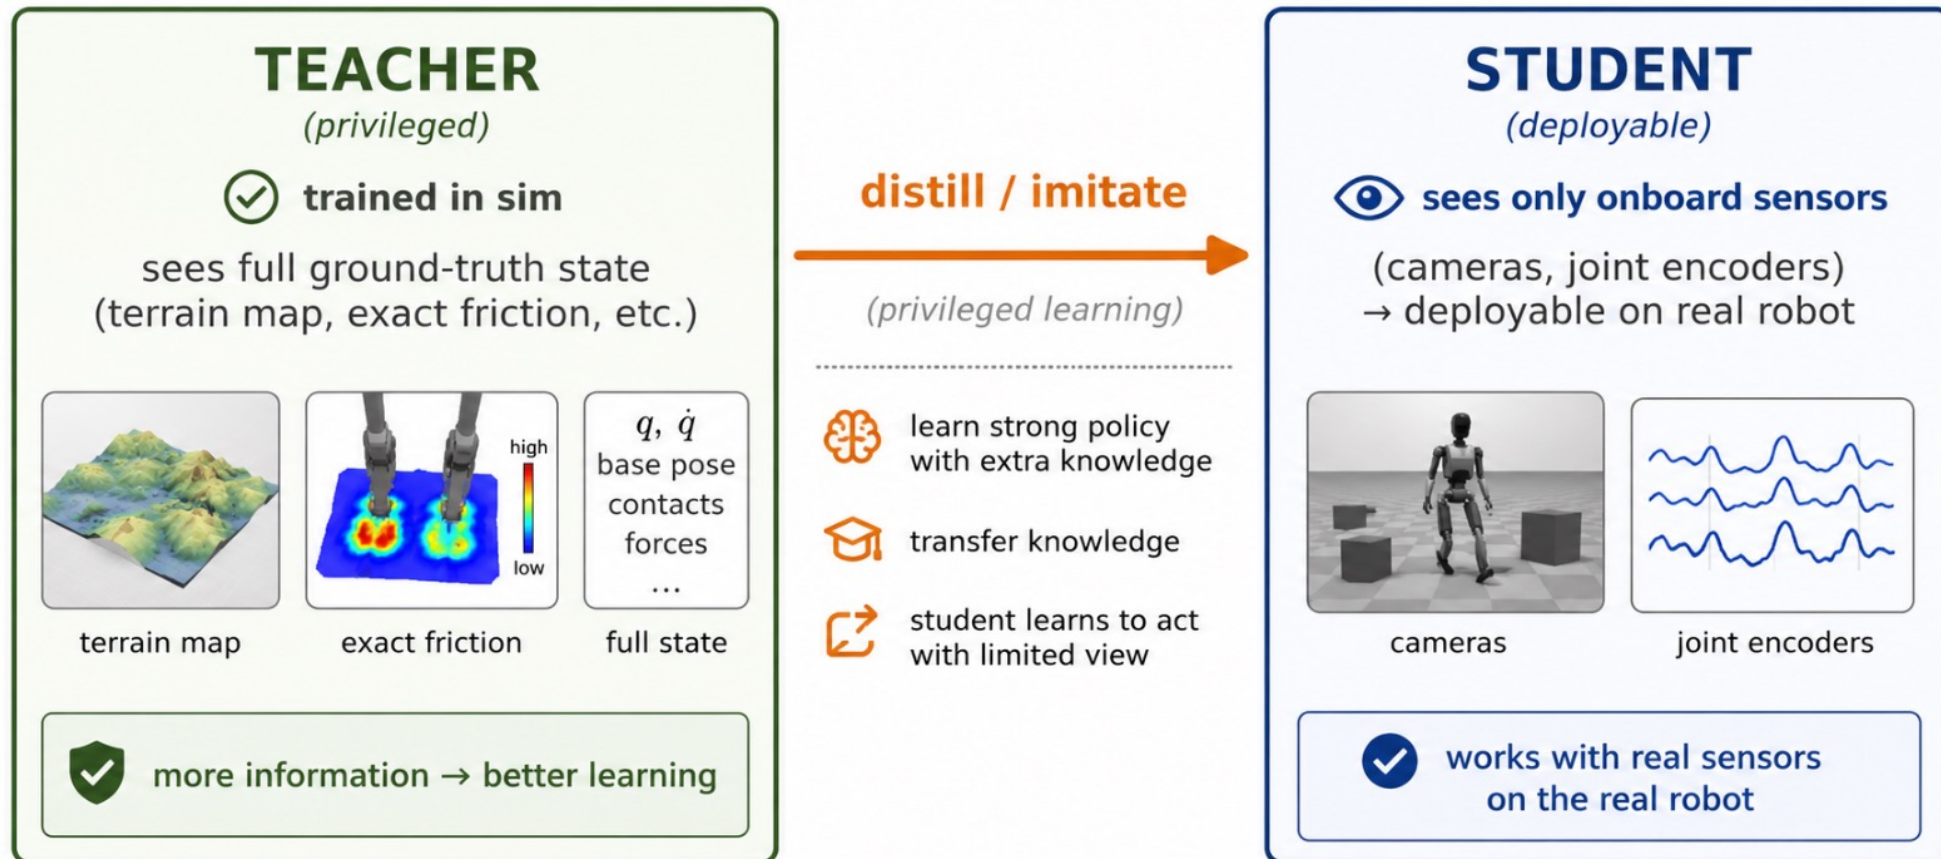 TEACHER
(privileged)
trained in sim
sees full ground-truth state
(terrain map, exact friction, etc.)
high
low
q, q̇
base pose
contacts
forces
...
terrain map
exact friction
full state
more information → better learning
distill / imitate
(privileged learning)
learn strong policy
with extra knowledge
transfer knowledge
student learns to act
with limited view
STUDENT
(deployable)
sees only onboard sensors
(cameras, joint encoders)
→ deployable on real robot
cameras
joint encoders
works with real sensors
on the real robot